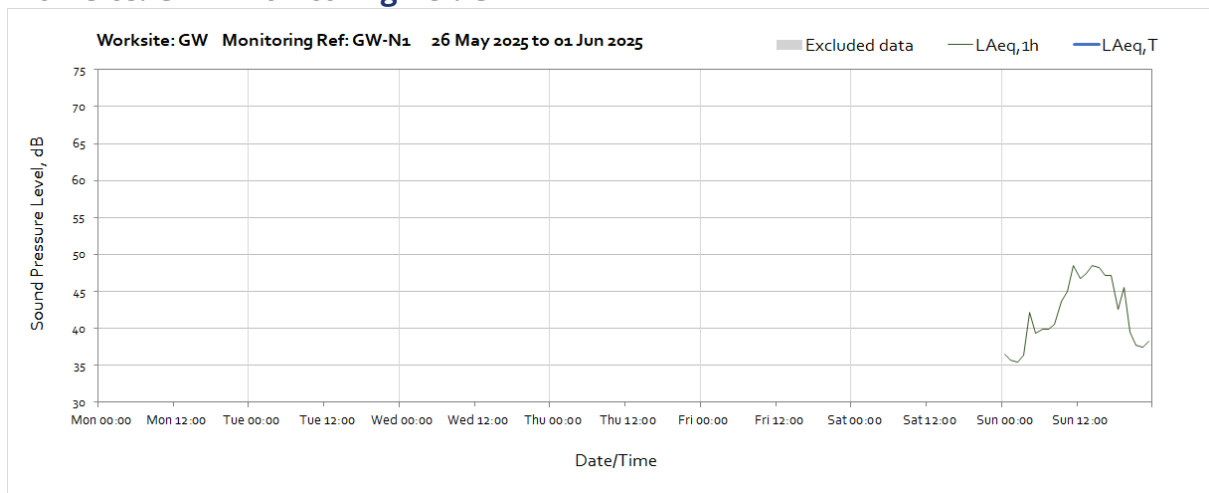 Worksite: GW Monitoring Ref: GW-N1 26 May 2025 to 01 Jun 2025
Excluded data LAeq,1h LAeq,T
75
70
65
60
55
50
45
40
35
30
Sound Pressure Level, dB
Mon 00:00 Mon 12:00 Tue 00:00 Tue 12:00 Wed 00:00 Wed 12:00 Thu 00:00 Thu 12:00 Fri 00:00 Fri 12:00 Sat 00:00 Sat 12:00 Sun 00:00 Sun 12:00
Date/Time